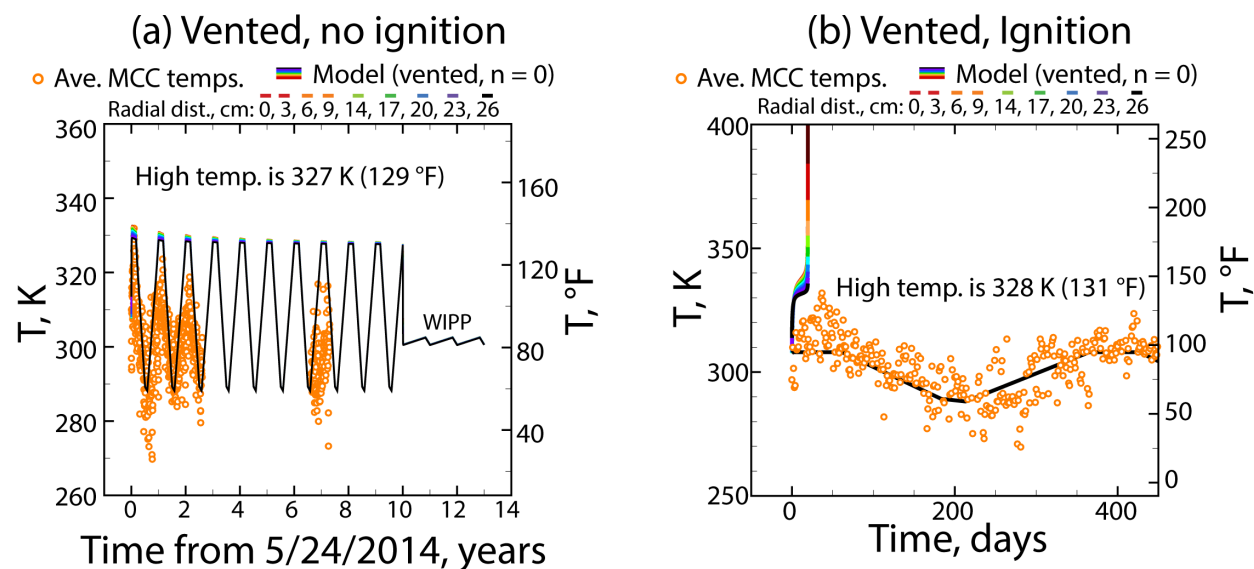 (a) Vented, no ignition
Ave. MCC temps. Model (vented, n = 0)
Radial dist., cm: 0, 3, 6, 9, 14, 17, 20, 23, 26
360
340
320
300
280
260
T, K
High temp. is 327 K (129 °F)
WIPP
160
120
80
40
T, °F
0 2 4 6 8 10 12 14
Time from 5/24/2014, years
(b) Vented, Ignition
Ave. MCC temps. Model (vented, n = 0)
Radial dist., cm: 0, 3, 6, 9, 14, 17, 20, 23, 26
400
350
300
250
T, K
High temp. is 328 K (131 °F)
250
200
150
100
50
0
T, °F
0 200 400
Time, days